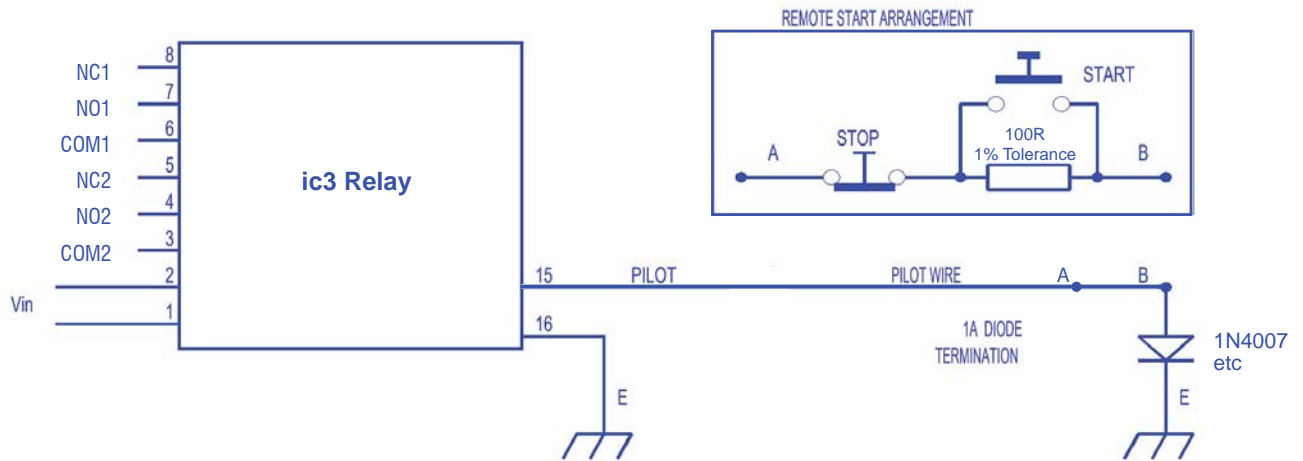 REMOTE START ARRANGEMENT
START
STOP
100R
1% Tolerance
A
B
NC1
8
NO1
7
COM1
6
NC2
5
NO2
4
COM2
3
2
Vin
1
ic3 Relay
15
PILOT
PILOT WIRE
A
B
16
1A DIODE
TERMINATION
1N4007
etc
E
E